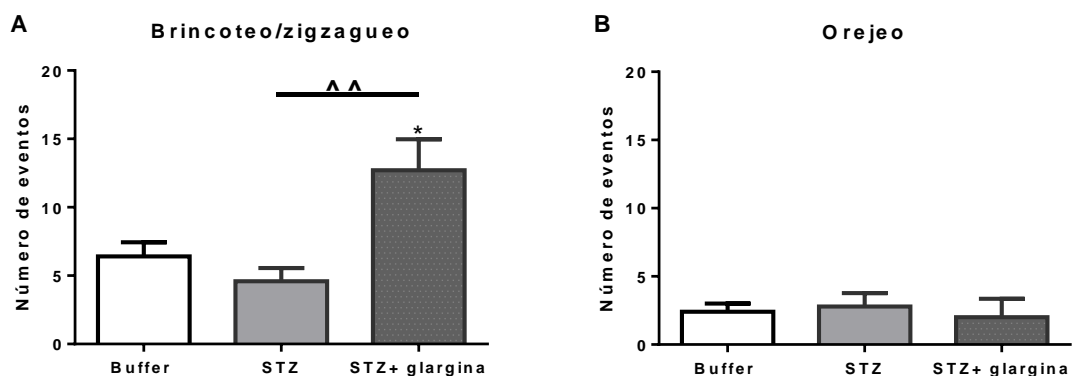 A
Brincoteo/zigzagueo
Número de eventos
20
15
10
5
0
^ ^
*
Buffer
STZ
STZ+ glargina
B
Orejeo
Número de eventos
20
15
10
5
0
Buffer
STZ
STZ+ glargina